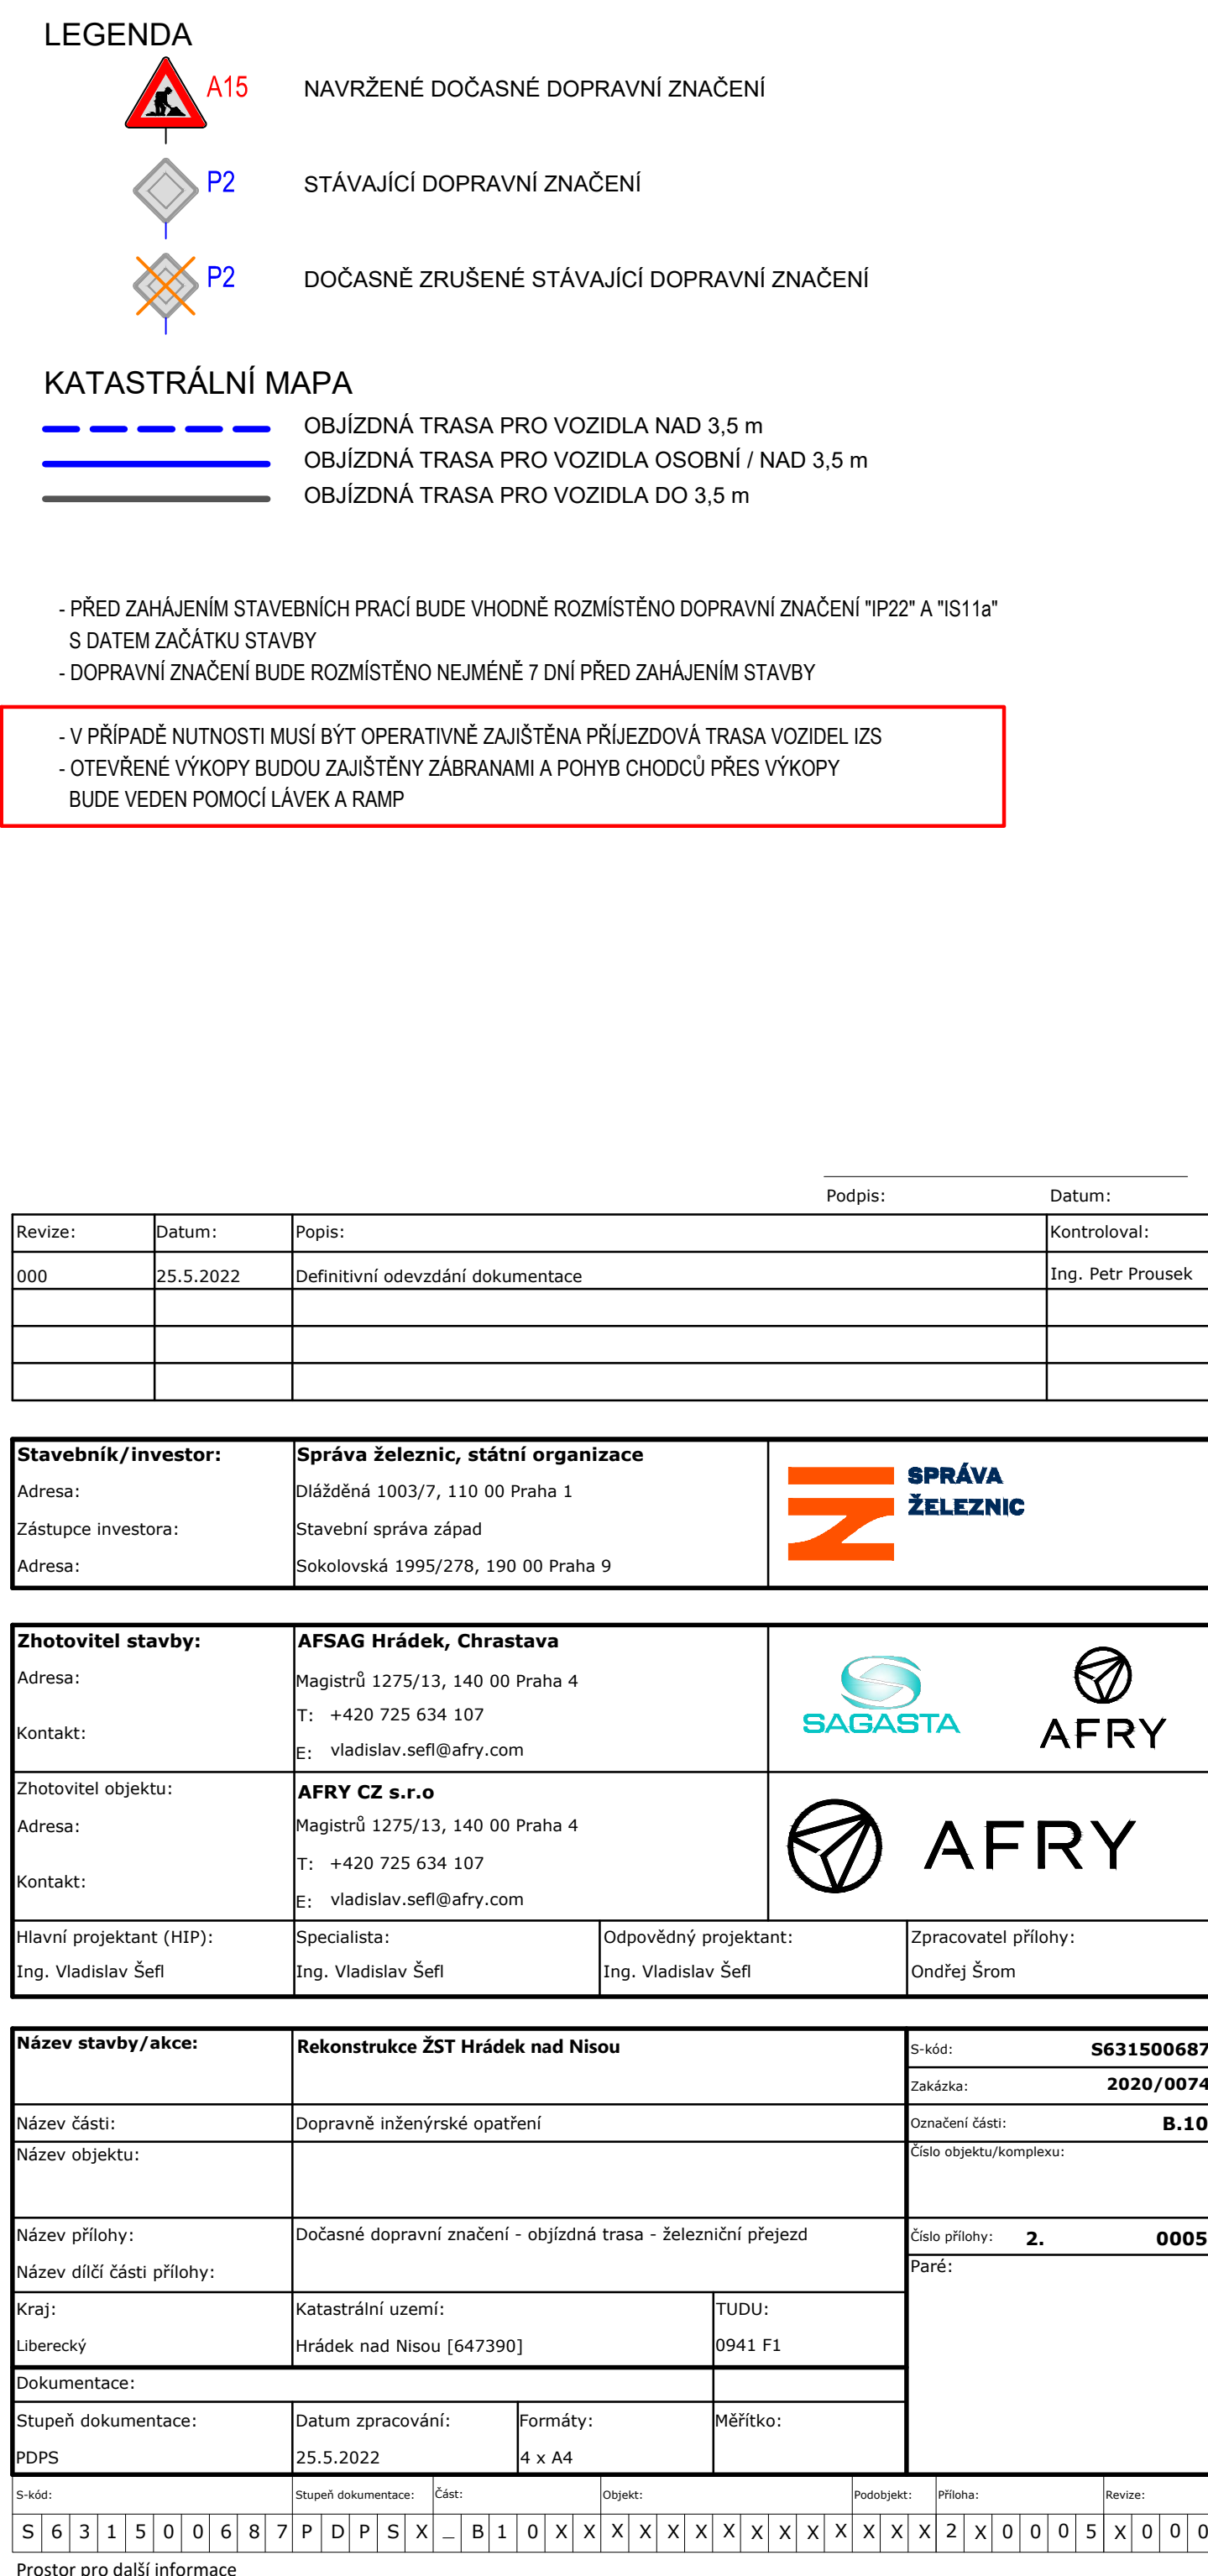 LEGENDA
A15 NAVRŽENÉ DOČASNÉ DOPRAVNÍ ZNAČENÍ
P2 STÁVAJÍCÍ DOPRAVNÍ ZNAČENÍ
P2 DOČASNĚ ZRUŠENÉ STÁVAJÍCÍ DOPRAVNÍ ZNAČENÍ
KATASTRÁLNÍ MAPA
OBJÍZDNÁ TRASA PRO VOZIDLA NAD 3,5 m
OBJÍZDNÁ TRASA PRO VOZIDLA OSOBNÍ / NAD 3,5 m
OBJÍZDNÁ TRASA PRO VOZIDLA DO 3,5 m
- PŘED ZAHÁJENÍM STAVEBNÍCH PRACÍ BUDE VHODNĚ ROZMÍSTĚNO DOPRAVNÍ ZNAČENÍ "IP22" A "IS11a"
S DATEM ZAČÁTKU STAVBY
- DOPRAVNÍ ZNAČENÍ BUDE ROZMÍSTĚNO NEJMÉNĚ 7 DNÍ PŘED ZAHÁJENÍM STAVBY
- V PŘÍPADĚ NUTNOSTI MUSÍ BÝT OPERATIVNĚ ZAJIŠTĚNA PŘÍJEZDOVÁ TRASA VOZIDEL IZS
- OTEVŘENÉ VÝKOPY BUDOU ZAJIŠTĚNY ZÁBRANAMI A POHYB CHODCŮ PŘES VÝKOPY
BUDE VEDEN POMOCÍ LÁVEK A RAMP
Podpis: Datum:
Revize: Datum: Popis: Kontroloval:
000 25.5.2022 Definitivní odevzdání dokumentace Ing. Petr Prousek
Stavebník/investor: Správa železnic, státní organizace
Adresa: Dlážděná 1003/7, 110 00 Praha 1
Zástupce investora: Stavební správa západ
Adresa: Sokolovská 1995/278, 190 00 Praha 9
SPRÁVA
ŽELEZNIC
Zhotovitel stavby: AFSAG Hrádek, Chrastava
Adresa: Magistrů 1275/13, 140 00 Praha 4
Kontakt: T: +420 725 634 107
E: vladislav.sefl@afry.com
SAGASTA AFRY
Zhotovitel objektu: AFRY CZ s.r.o
Adresa: Magistrů 1275/13, 140 00 Praha 4
Kontakt: T: +420 725 634 107
E: vladislav.sefl@afry.com
AFRY
Hlavní projektant (HIP): Specialista: Odpovědný projektant: Zpracovatel přílohy:
Ing. Vladislav Šefl Ing. Vladislav Šefl Ing. Vladislav Šefl Ondřej Šrom
Název stavby/akce: Rekonstrukce ŽST Hrádek nad Nisou S-kód: S631500687
Zakázka: 2020/0074
Název části: Dopravně inženýrské opatření Označení části: B.10
Název objektu: Číslo objektu/komplexu:
Název přílohy: Dočasné dopravní značení - objízdná trasa - železniční přejezd Číslo přílohy: 2. 0005
Název dílčí části přílohy: Paré:
Kraj: Katastrální uzemí: TUDU:
Liberecký Hrádek nad Nisou [647390] 0941 F1
Dokumentace:
Stupeň dokumentace: Datum zpracování: Formáty: Měřítko:
PDPS 25.5.2022 4 x A4
S-kód: Stupeň dokumentace: Část: Objekt: Podobjekt: Příloha: Revize:
S 6 3 1 5 0 0 6 8 7 P D P S X _ B 1 0 X X X X X X X X X X X X X X 2 X 0 0 0 5 X 0 0 0
Prostor pro další informace